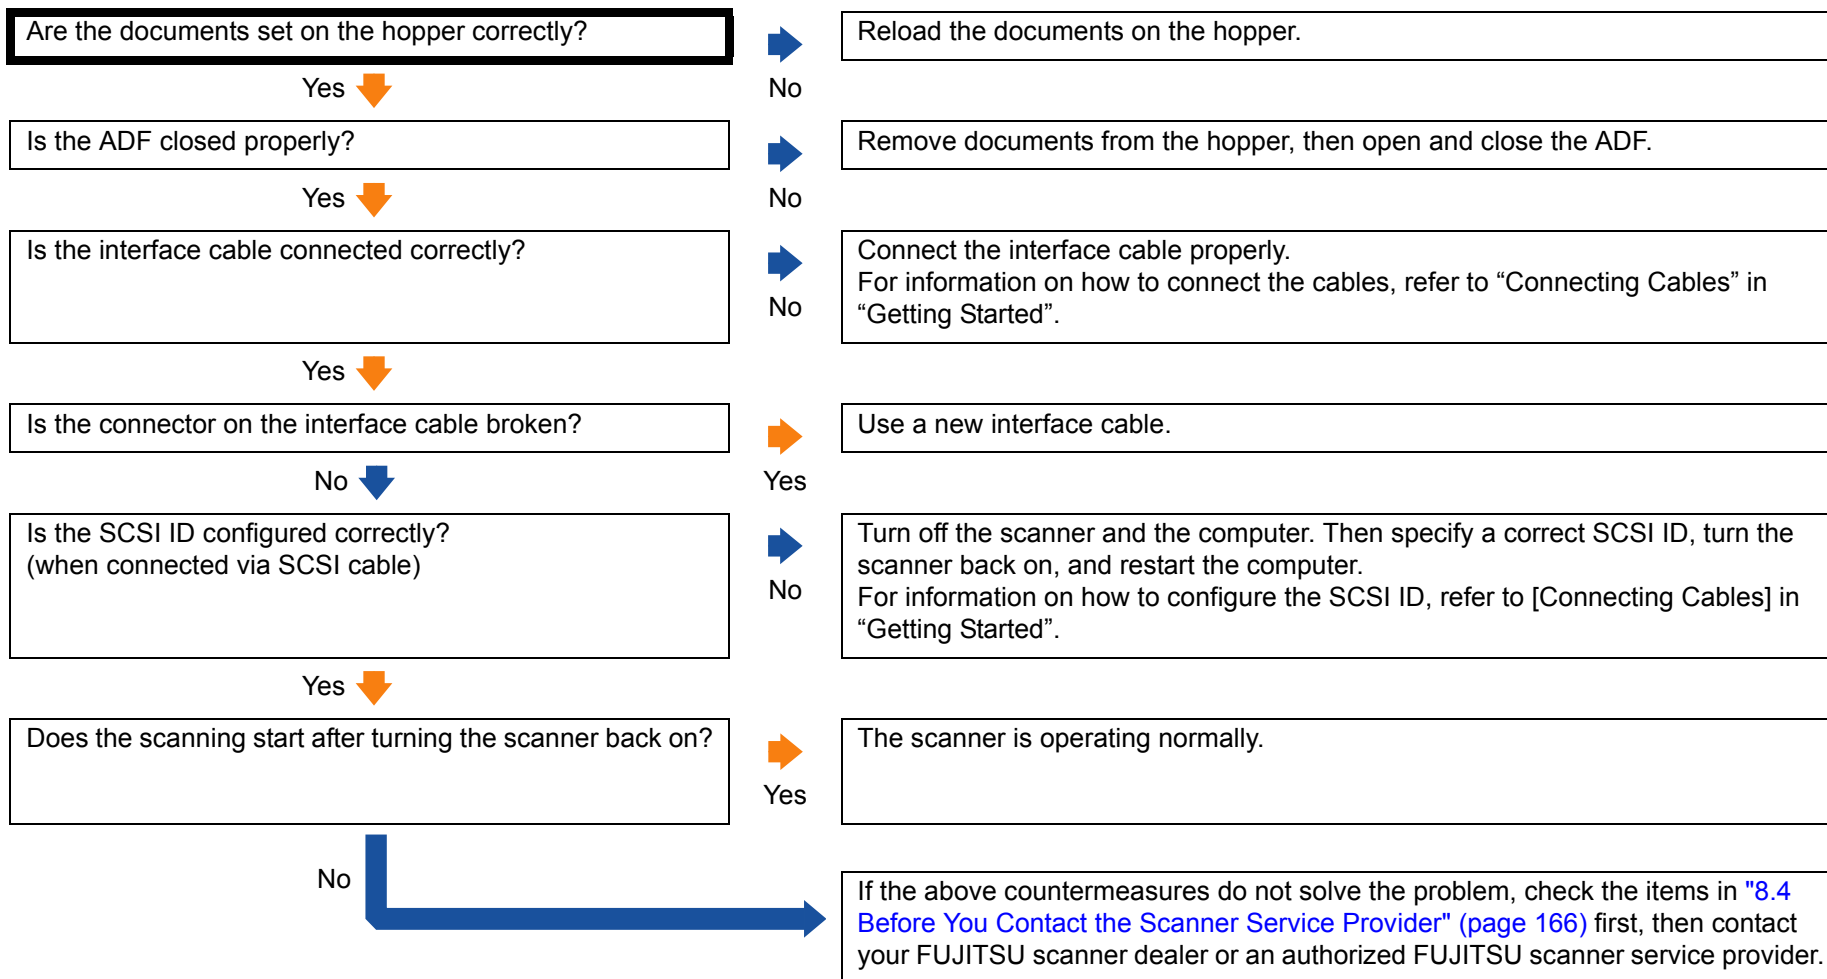 Are the documents set on the hopper correctly?
Reload the documents on the hopper.
Yes
No
Is the ADF closed properly?
Remove documents from the hopper, then open and close the ADF.
Yes
No
Is the interface cable connected correctly?
Connect the interface cable properly.
For information on how to connect the cables, refer to “Connecting Cables” in
“Getting Started”.
No
Yes
Is the connector on the interface cable broken?
Use a new interface cable.
No
Yes
Is the SCSI ID configured correctly?
(when connected via SCSI cable)
Turn off the scanner and the computer. Then specify a correct SCSI ID, turn the
scanner back on, and restart the computer.
For information on how to configure the SCSI ID, refer to [Connecting Cables] in
“Getting Started”.
No
Yes
Does the scanning start after turning the scanner back on?
The scanner is operating normally.
Yes
No
If the above countermeasures do not solve the problem, check the items in "8.4
Before You Contact the Scanner Service Provider" (page 166) first, then contact
your FUJITSU scanner dealer or an authorized FUJITSU scanner service provider.